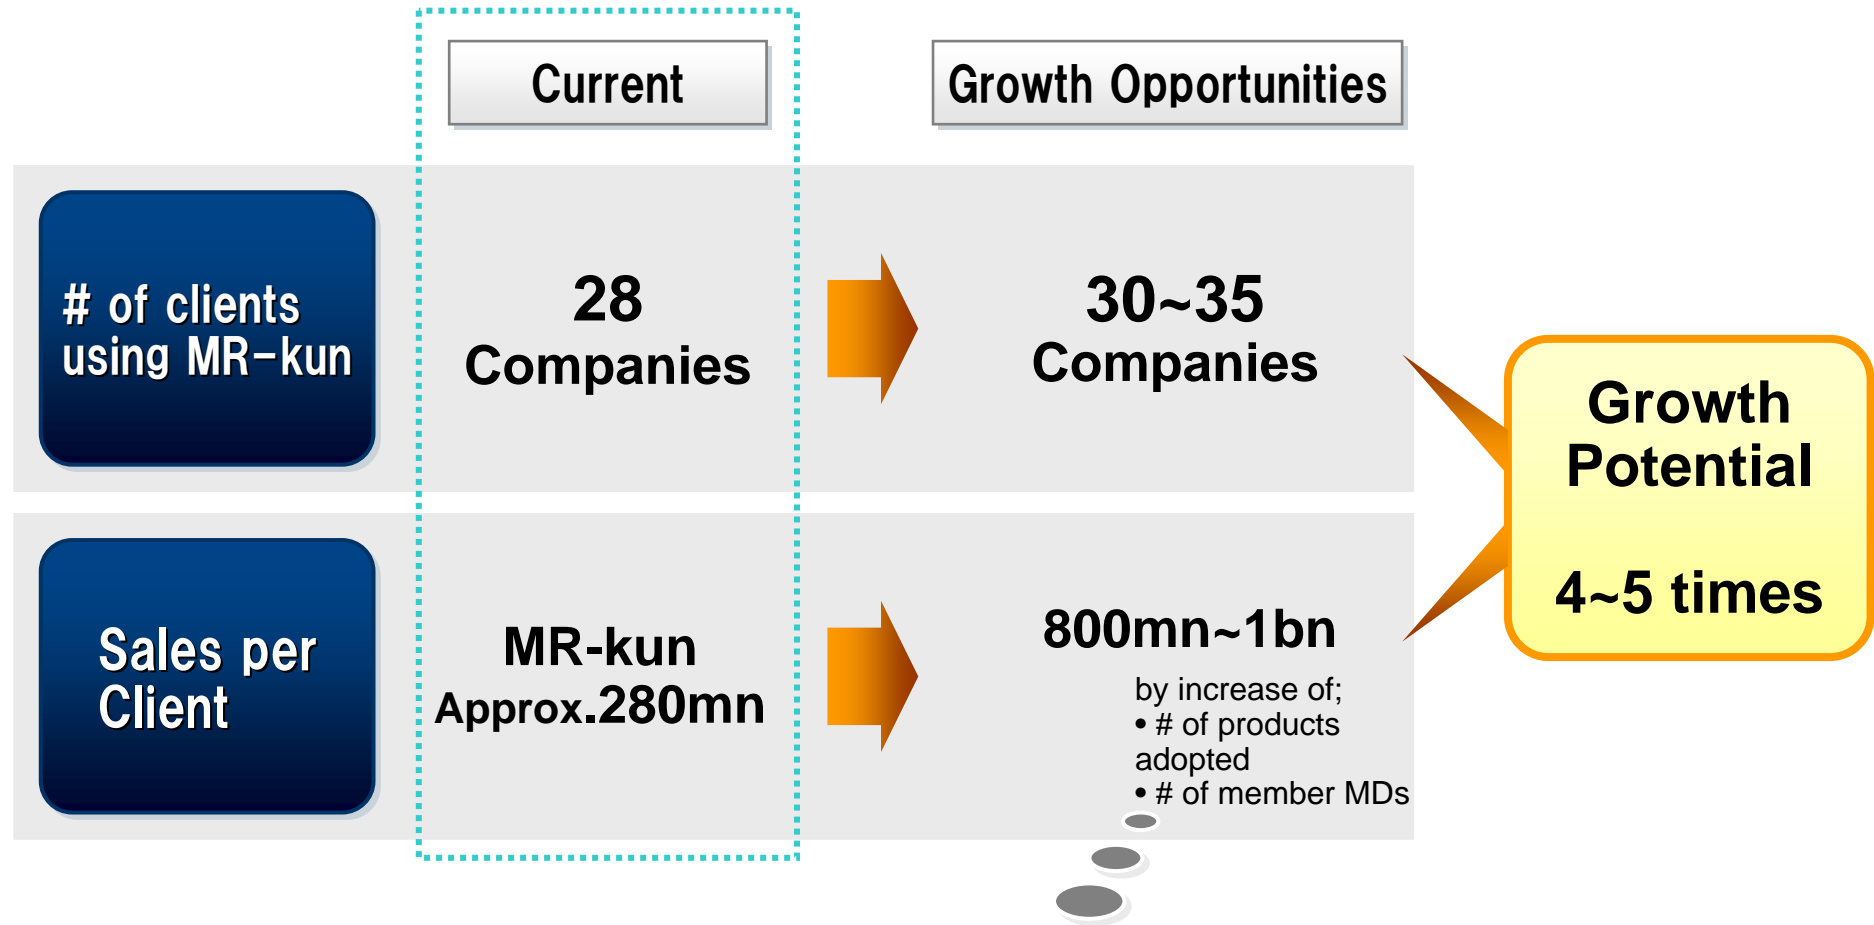 Current
Growth Opportunities
# of clients
using MR-kun
28
Companies
30~35
Companies
Growth
Potential
4~5 times
Sales per
Client
MR-kun
Approx.280mn
800mn~1bn
by increase of;
• # of products
adopted
• # of member MDs